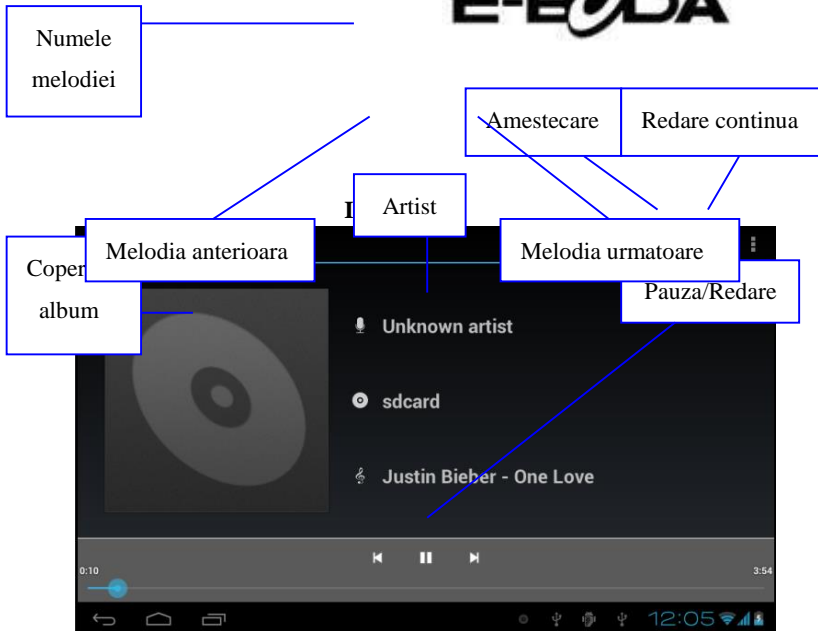 E-BODA
Numele
melodiei
Amestecare
Redare continua
Artist
Melodia anterioara
Melodia urmatoare
album
Pauza/Redare
Unknown artist
sdcard
Justin Bieber - One Love
0:10
3:54
12:05